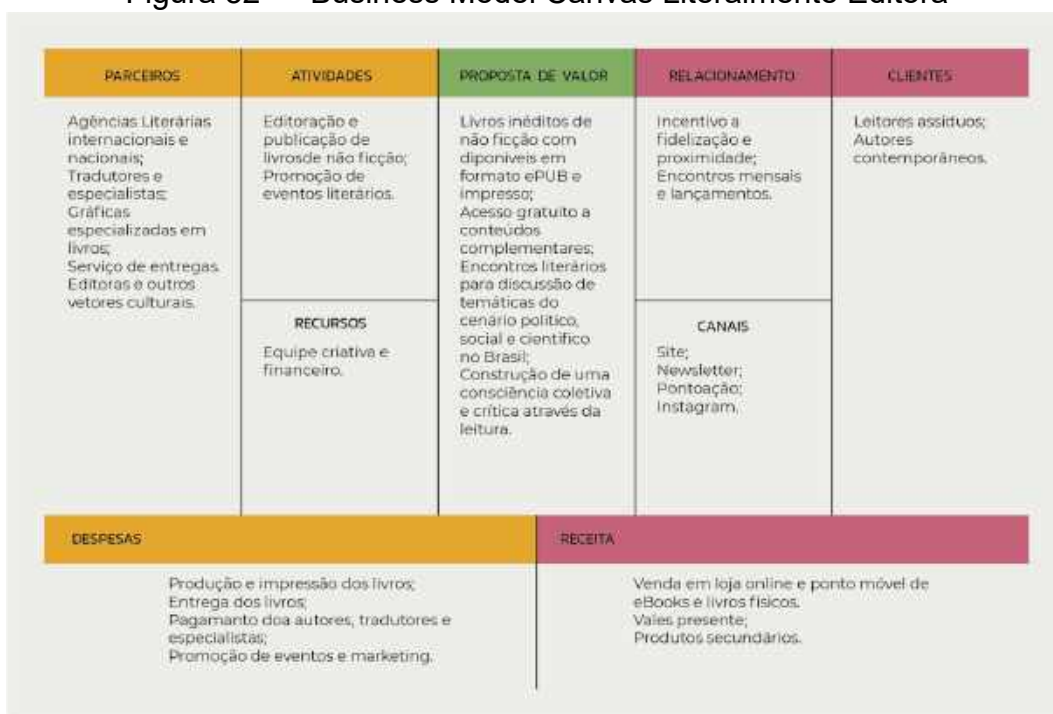 Figura 32 — Business Model Canvas Literalmente Editora
PARCEIROS
Agências Literárias
internacionais e
nacionais;
Tradutores e
especialistas;
Gráficas
especializadas em
livros;
Serviço de entregas.
Editoras e outros
vetores culturais.
ATIVIDADES
Editoração e
publicação de
livrosde não ficção;
Promoção de
eventos literários.
RECURSOS
Equipe criativa e
financeiro.
PROPOSTA DE VALOR
Livros inéditos de
não ficção com
diponíveis em
formato ePUB e
impresso;
Acesso gratuito a
conteúdos
complementares;
Encontros literários
para discussão de
temáticas do
cenário político,
social e científico
no Brasil;
Construção de uma
consciência coletiva
e crítica através da
leitura.
RELACIONAMENTO
Incentivo a
fidelização e
proximidade;
Encontros mensais
e lançamentos.
CANAIS
Site;
Newsletter;
Pontoação;
Instagram.
CLIENTES
Leitores assíduos;
Autores
contemporâneos.
DESPESAS
Produção e impressão dos livros;
Entrega dos livros;
Pagamanto doa autores, tradutores e
especialistas;
Promoção de eventos e marketing.
RECEITA
Venda em loja online e ponto móvel de
eBooks e livros físicos.
Vales presente;
Produtos secundários.